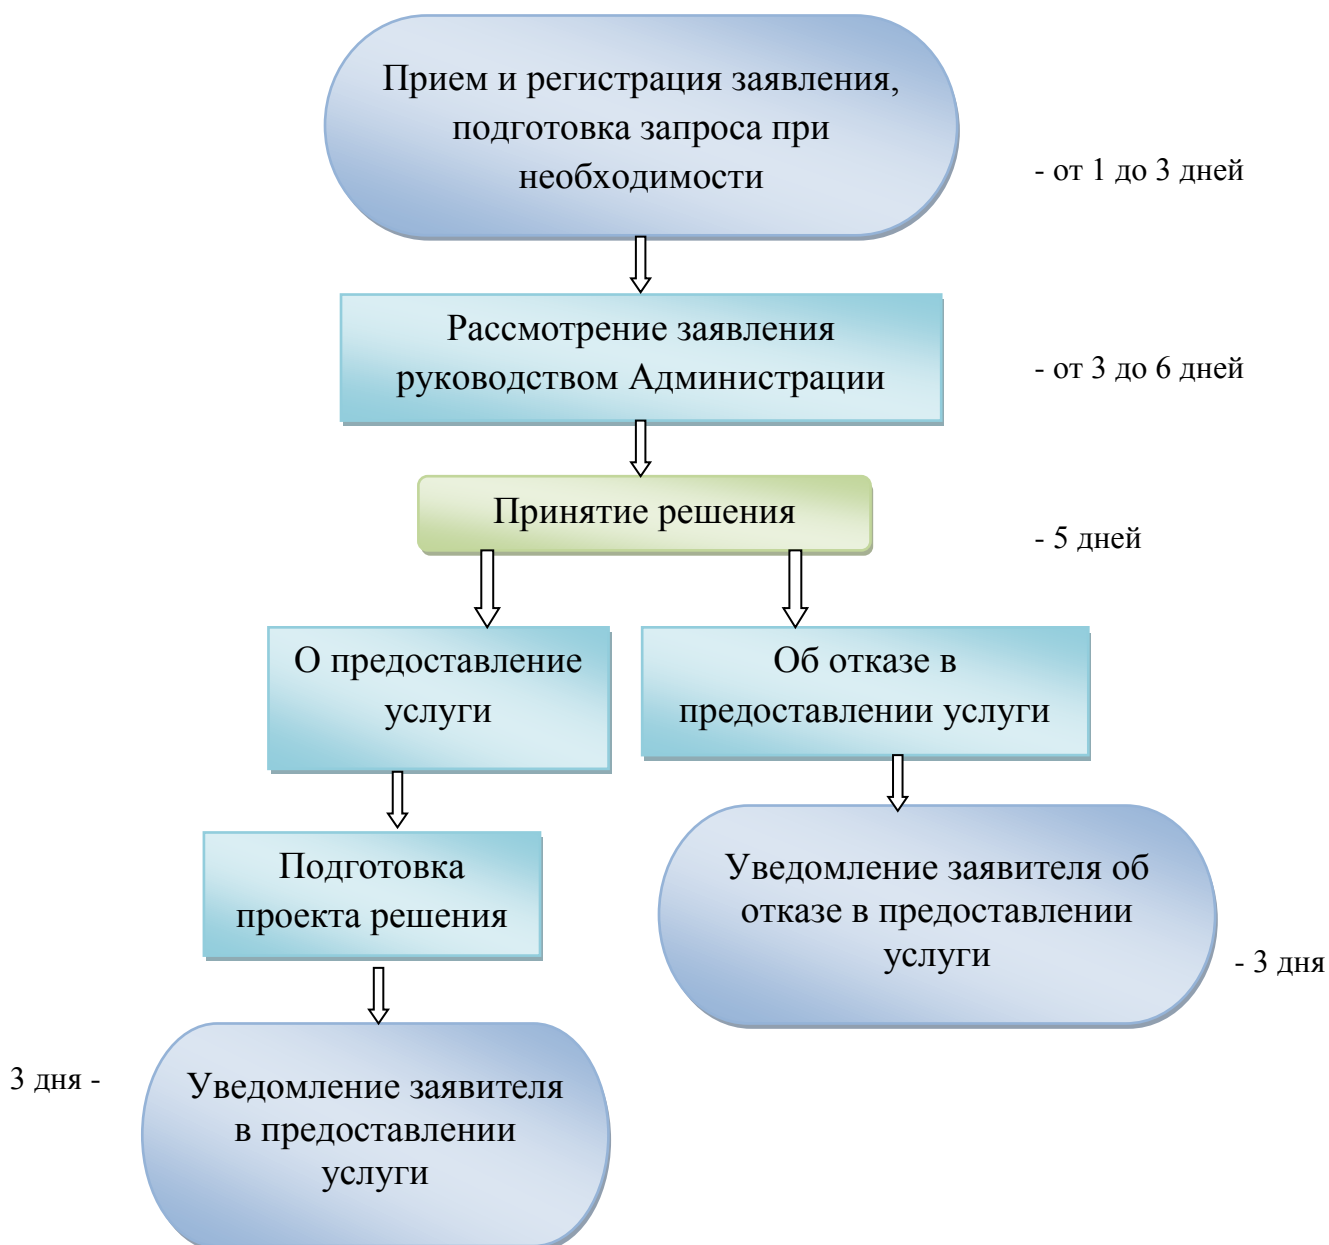 Прием и регистрация заявления,
подготовка запроса при
необходимости
- от 1 до 3 дней
Рассмотрение заявления
руководством Администрации
- от 3 до 6 дней
Принятие решения
- 5 дней
О предоставление
услуги
Об отказе в
предоставлении услуги
Подготовка
проекта решения
Уведомление заявителя об
отказе в предоставлении
услуги
- 3 дня
3 дня -
Уведомление заявителя
в предоставлении
услуги